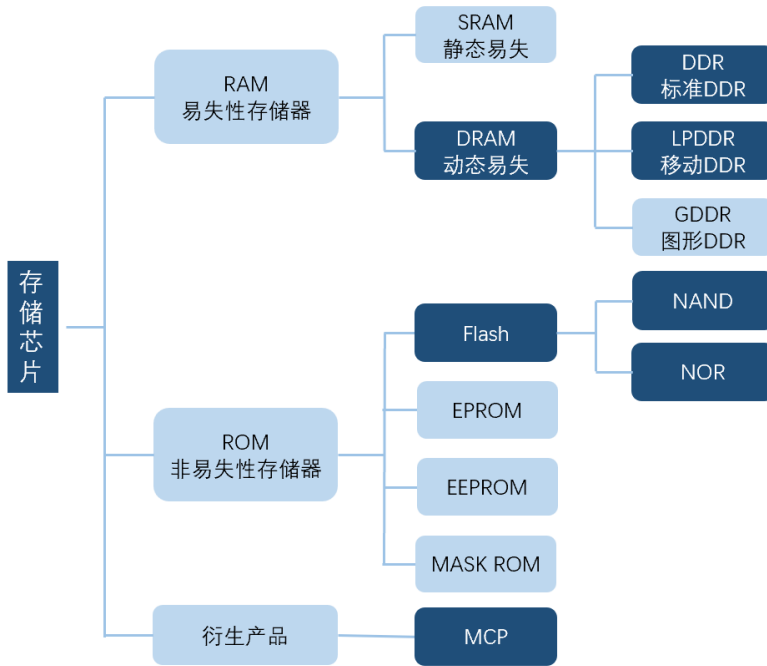 存储芯片
RAM
易失性存储器
SRAM
静态易失
DRAM
动态易失
DDR
标准DDR
LPDDR
移动DDR
GDDR
图形DDR
ROM
非易失性存储器
Flash
NAND
NOR
EPROM
EEPROM
MASK ROM
衍生产品
MCP